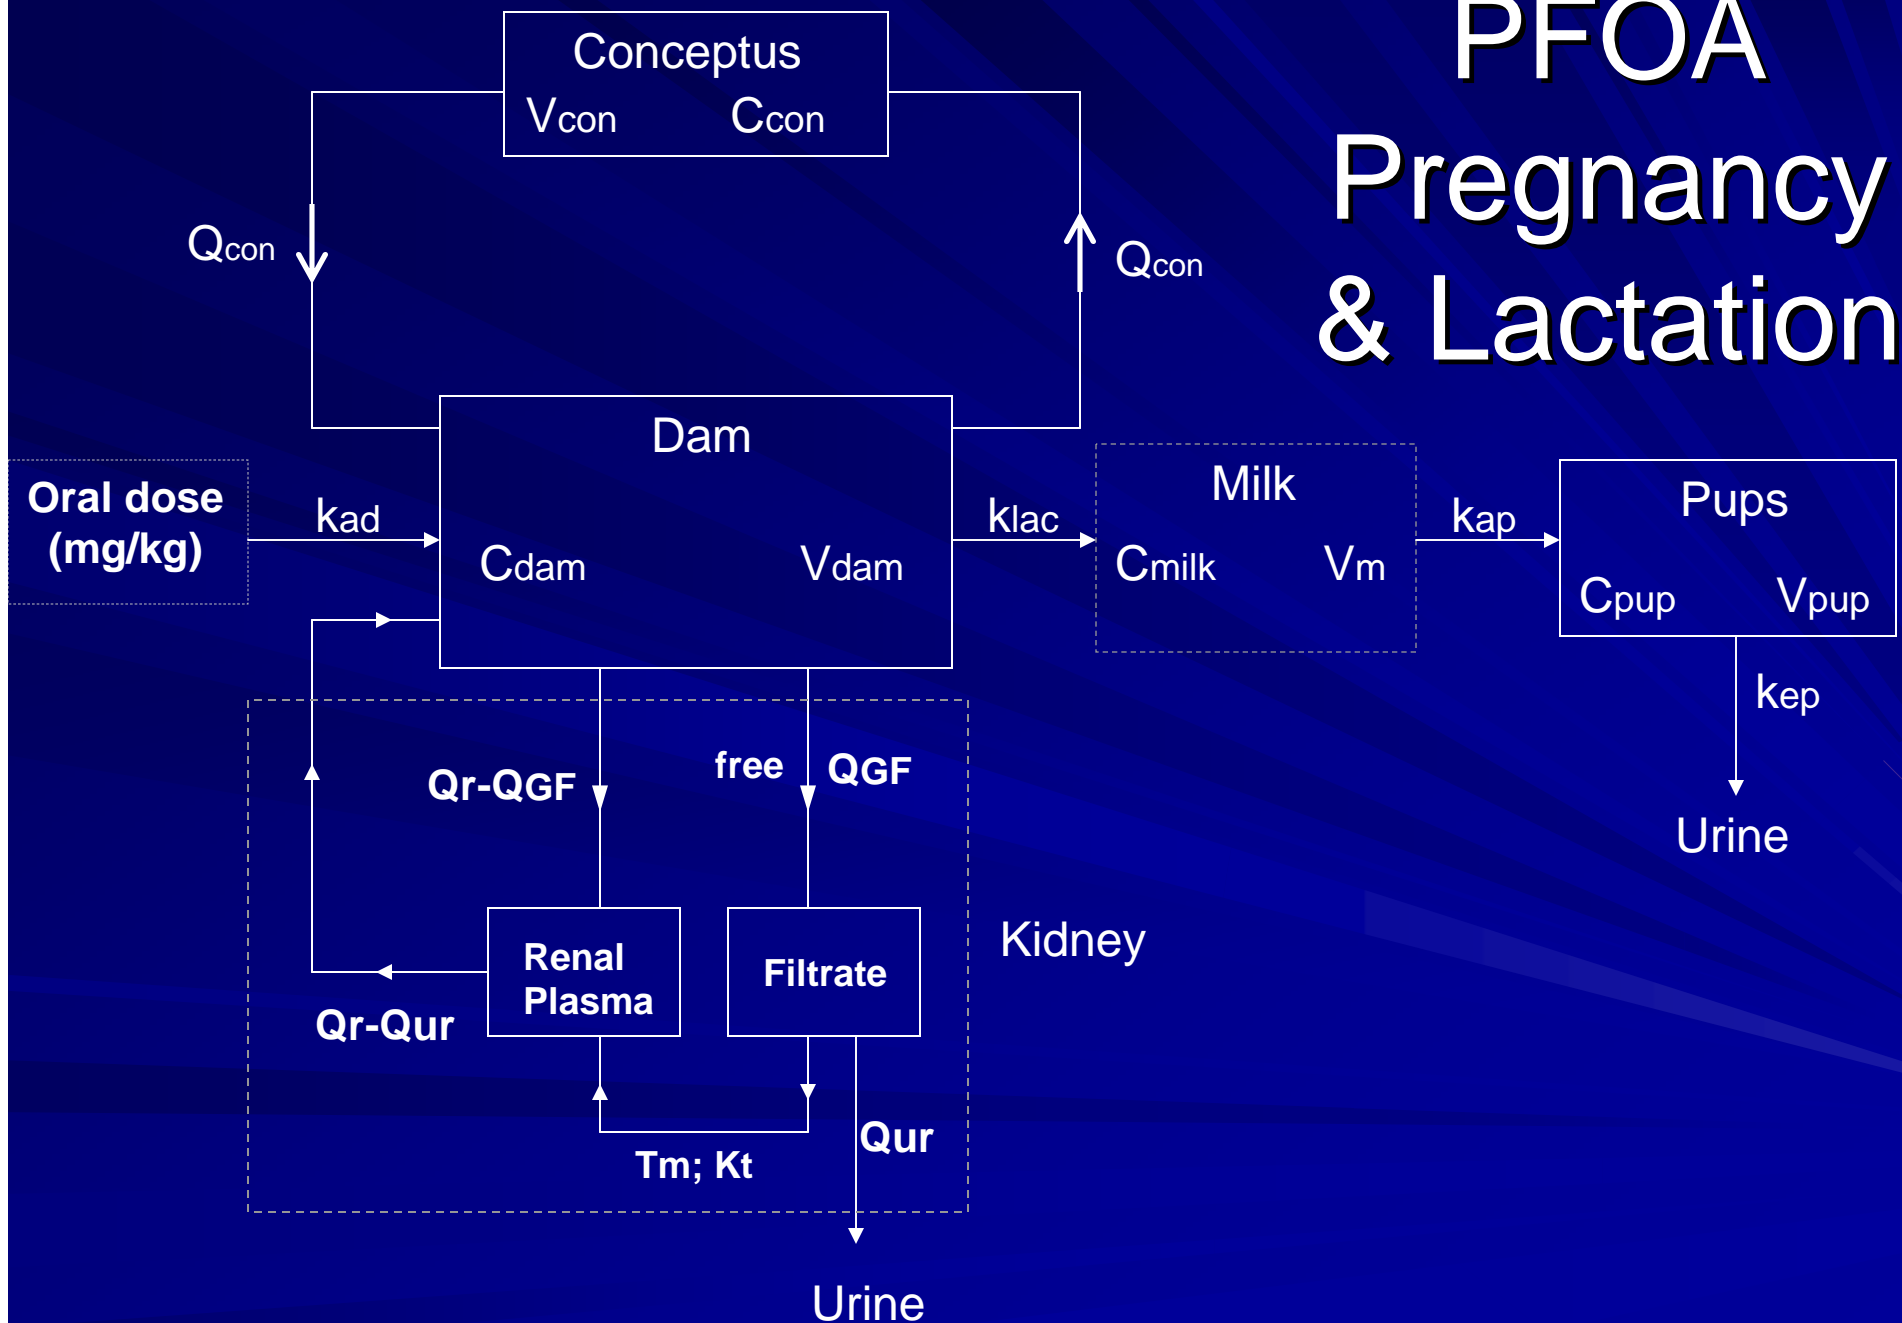 PFOA
Pregnancy
& Lactation
Conceptus
Vcon Ccon
Qcon
Qcon
Dam
Cdam Vdam
Oral dose
(mg/kg)
kad
klac
Milk
Cmilk Vm
kap
Pups
Cpup Vpup
kep
Urine
Qr-QGF
free QGF
Renal
Plasma
Filtrate
Kidney
Qr-Qur
Tm; Kt
Qur
Urine